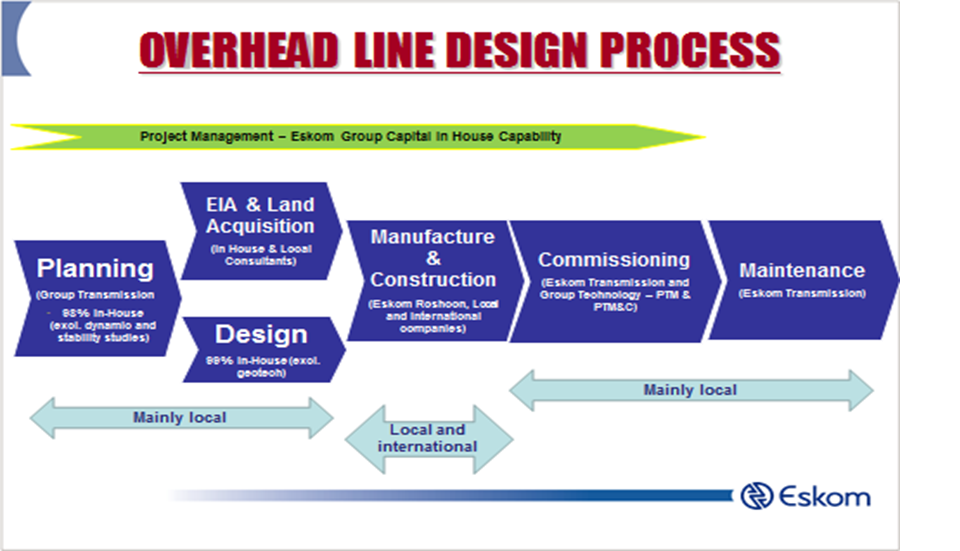 OVERHEAD LINE DESIGN PROCESS
Project Management – Eskom Group Capital In House Capability
Planning
(Group Transmission
- 98% In-House
(excl. dynamic and
stability studies)
EIA & Land
Acquisition
(In House & Local
Consultants)
Design
99% In-House (excl.
geotech)
Manufacture
&
Construction
(Eskom Roshcon, Local
and International
companies)
Commissioning
(Eskom Transmission and
Group Technology – PTM &
PTM&C)
Maintenance
(Eskom Transmission)
Mainly local
Local and
international
Mainly local
Eskom